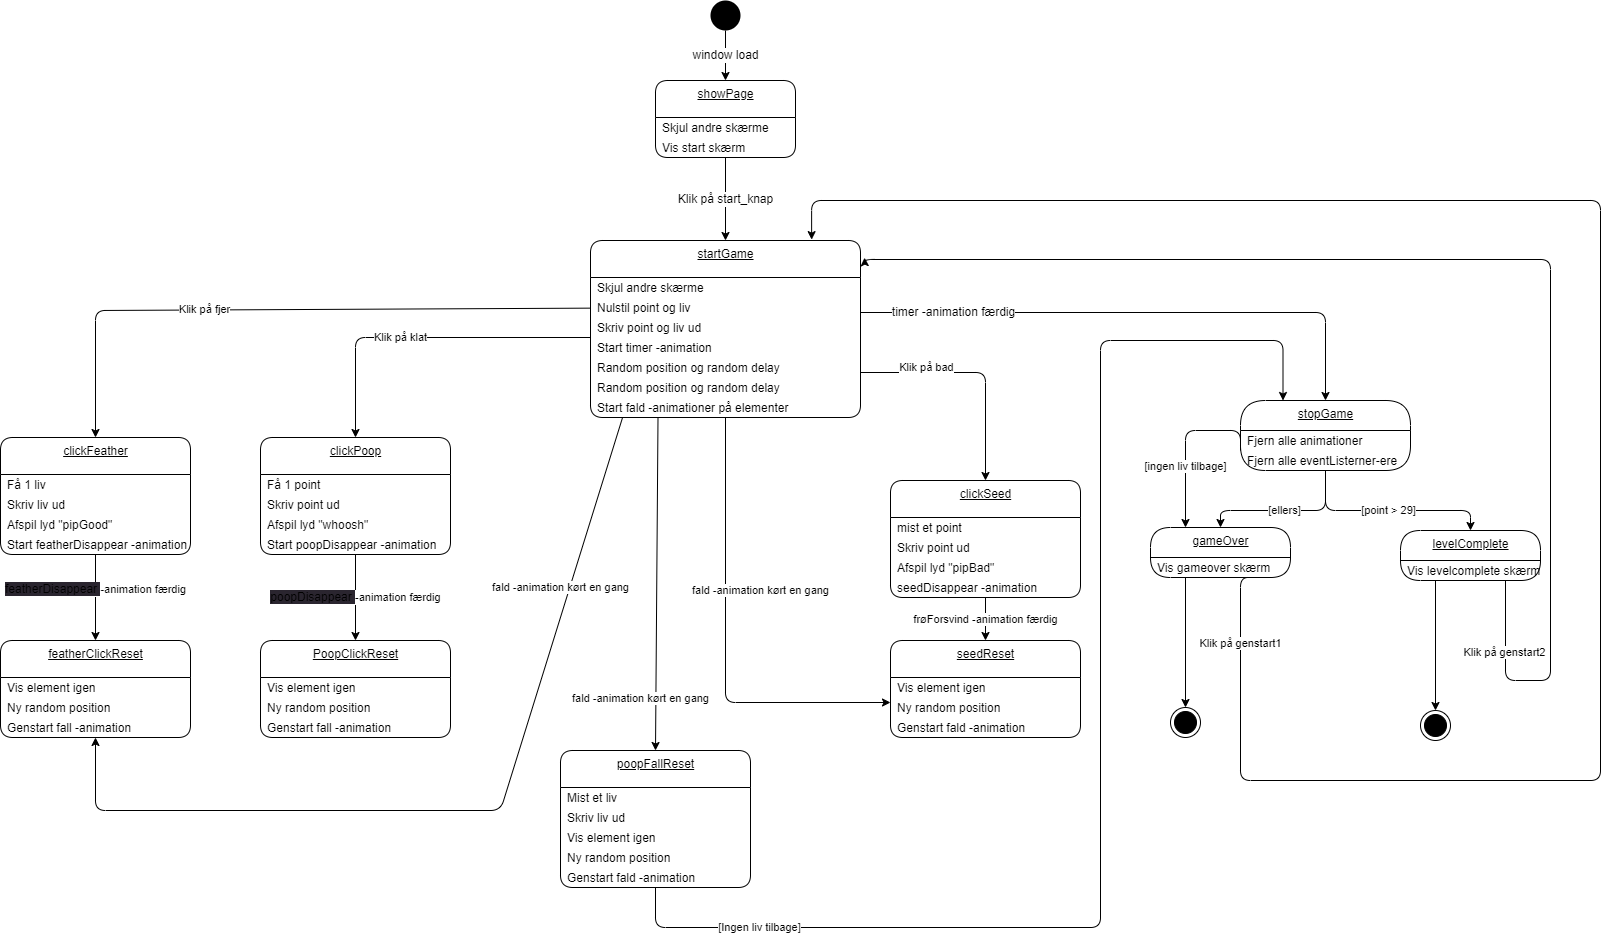 window load
showPage
Skjul andre skærme
Vis start skærm
Klik på start_knap
startGame
Skjul andre skærme
Nulstil point og liv
Skriv point og liv ud
Start timer -animation
Random position og random delay
Random position og random delay
Start fald -animationer på elementer
Klik på fjer
Klik på klat
timer -animation færdig
Klik på bad
clickFeather
Få 1 liv
Skriv liv ud
Afspil lyd "pipGood"
Start featherDisappear -animation
featherDisappear -animation færdig
featherClickReset
Vis element igen
Ny random position
Genstart fall -animation
clickPoop
Få 1 point
Skriv point ud
Afspil lyd "whoosh"
Start poopDisappear -animation
poopDisappear -animation færdig
PoopClickReset
Vis element igen
Ny random position
Genstart fall -animation
fald -animation kørt en gang
fald -animation kørt en gang
fald -animation kørt en gang
poopFallReset
Mist et liv
Skriv liv ud
Vis element igen
Ny random position
Genstart fald -animation
[Ingen liv tilbage]
clickSeed
mist et point
Skriv point ud
Afspil lyd "pipBad"
seedDisappear -animation
frøForsvind -animation færdig
seedReset
Vis element igen
Ny random position
Genstart fald -animation
stopGame
Fjern alle animationer
Fjern alle eventListerner-ere
[ingen liv tilbage]
[ellers]
[point > 29]
gameOver
Vis gameover skærm
levelComplete
Vis levelcomplete skærm
Klik på genstart1
Klik på genstart2